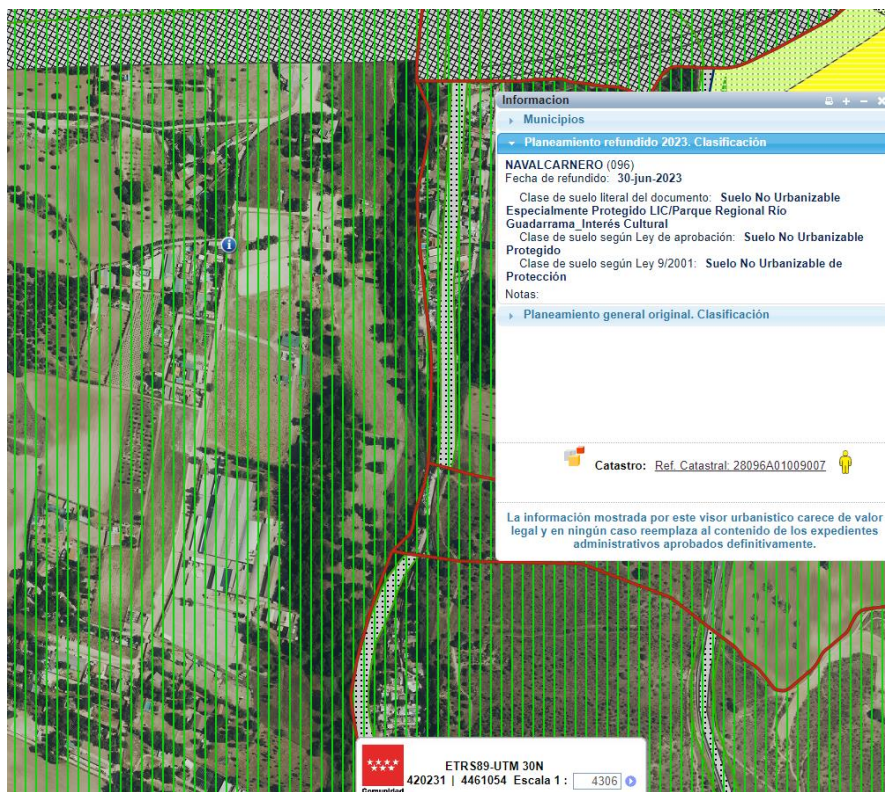 Informacion
Municipios
Planeamiento refundido 2023. Clasificación
NAVALCARNERO (096)
Fecha de refundido: 30-jun-2023
Clase de suelo literal del documento: Suelo No Urbanizable
Especialmente Protegido LIC/Parque Regional Río
Guadarrama_Interés Cultural
Clase de suelo según Ley de aprobación: Suelo No Urbanizable
Protegido
Clase de suelo según Ley 9/2001: Suelo No Urbanizable de
Protección
Notas:
Planeamiento general original. Clasificación
Catastro: Ref. Catastral: 28096A01009007
La información mostrada por este visor urbanístico carece de valor
legal y en ningún caso reemplaza al contenido de los expedientes
administrativos aprobados definitivamente.
ETRS89-UTM 30N
420231 | 4461054 Escala 1 : 4306
Comunidad